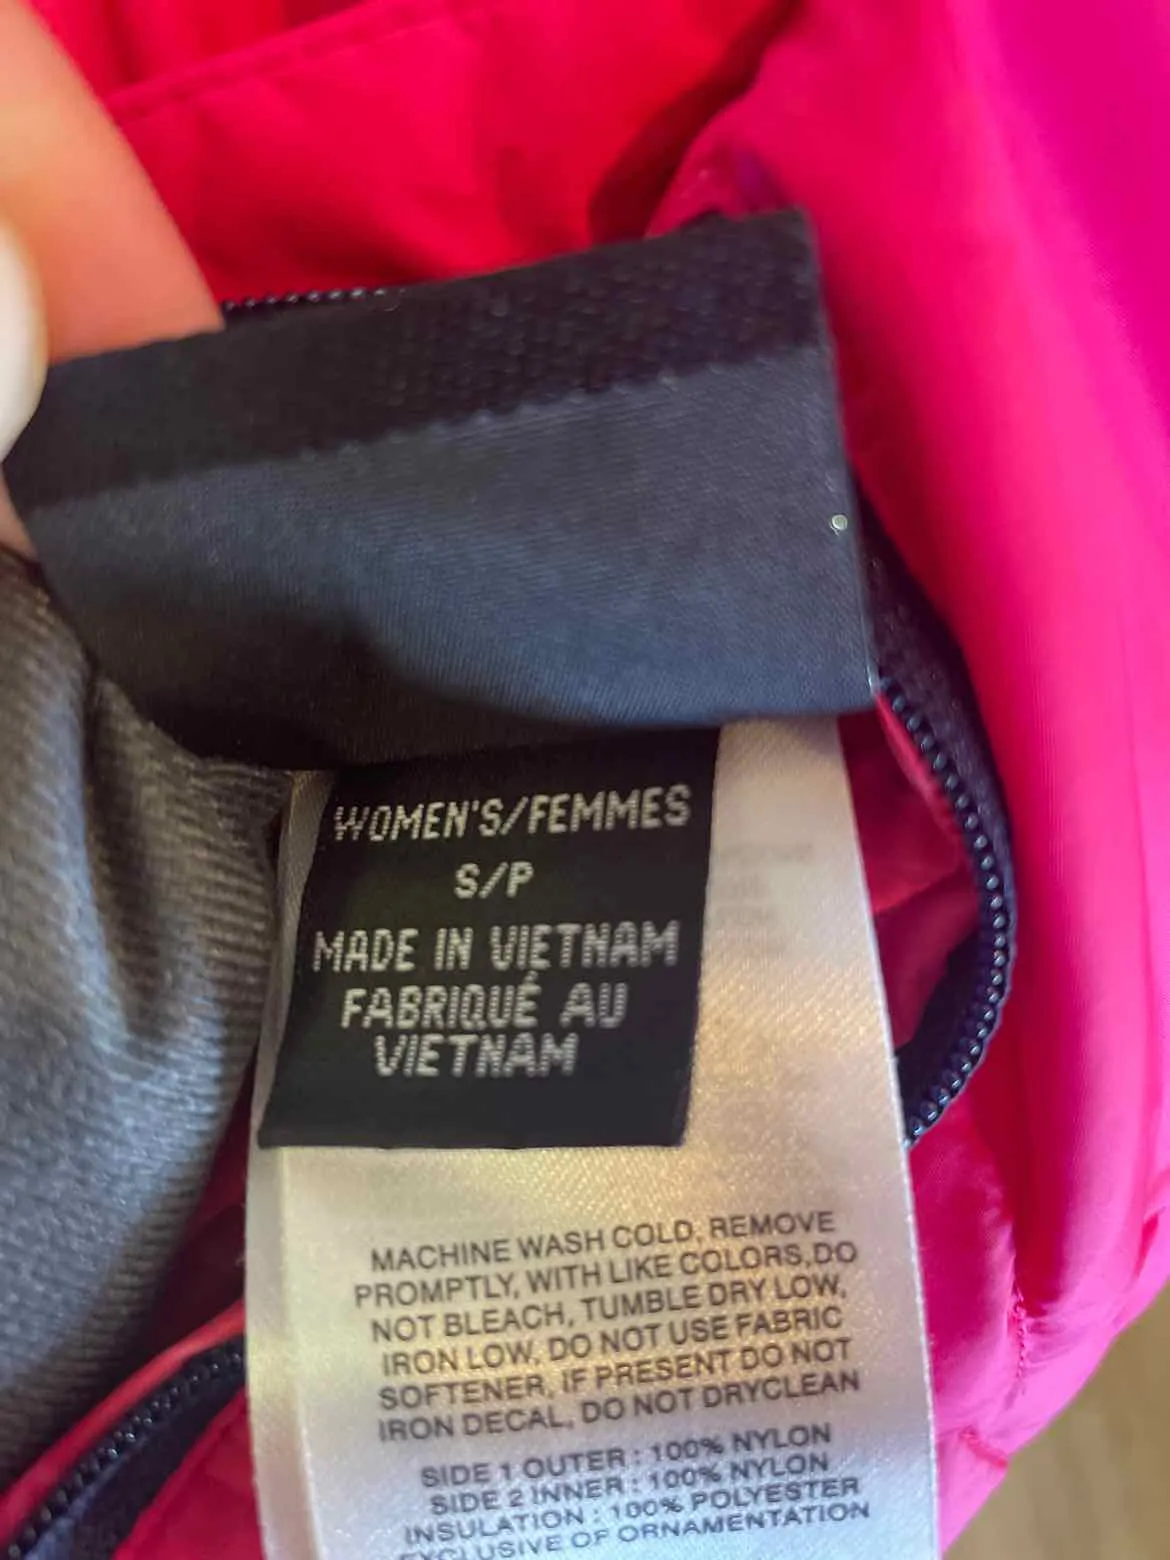 WOMEN'S/FEMMES
S/P
MADE IN VIETNAM
FABRIQUÉ AU
VIETNAM
MACHINE WASH COLD, REMOVE
PROMPTLY, WITH LIKE COLORS,DO
NOT BLEACH, TUMBLE DRY LOW,
IRON LOW, DO NOT USE FABRIC
SOFTENER, IF PRESENT DO NOT
IRON DECAL, DO NOT DRYCLEAN
SIDE 1 OUTER : 100% NYLON
SIDE 2 INNER : 100% NYLON
INSULATION : 100% POLYESTER
EXCLUSIVE OF ORNAMENTATION